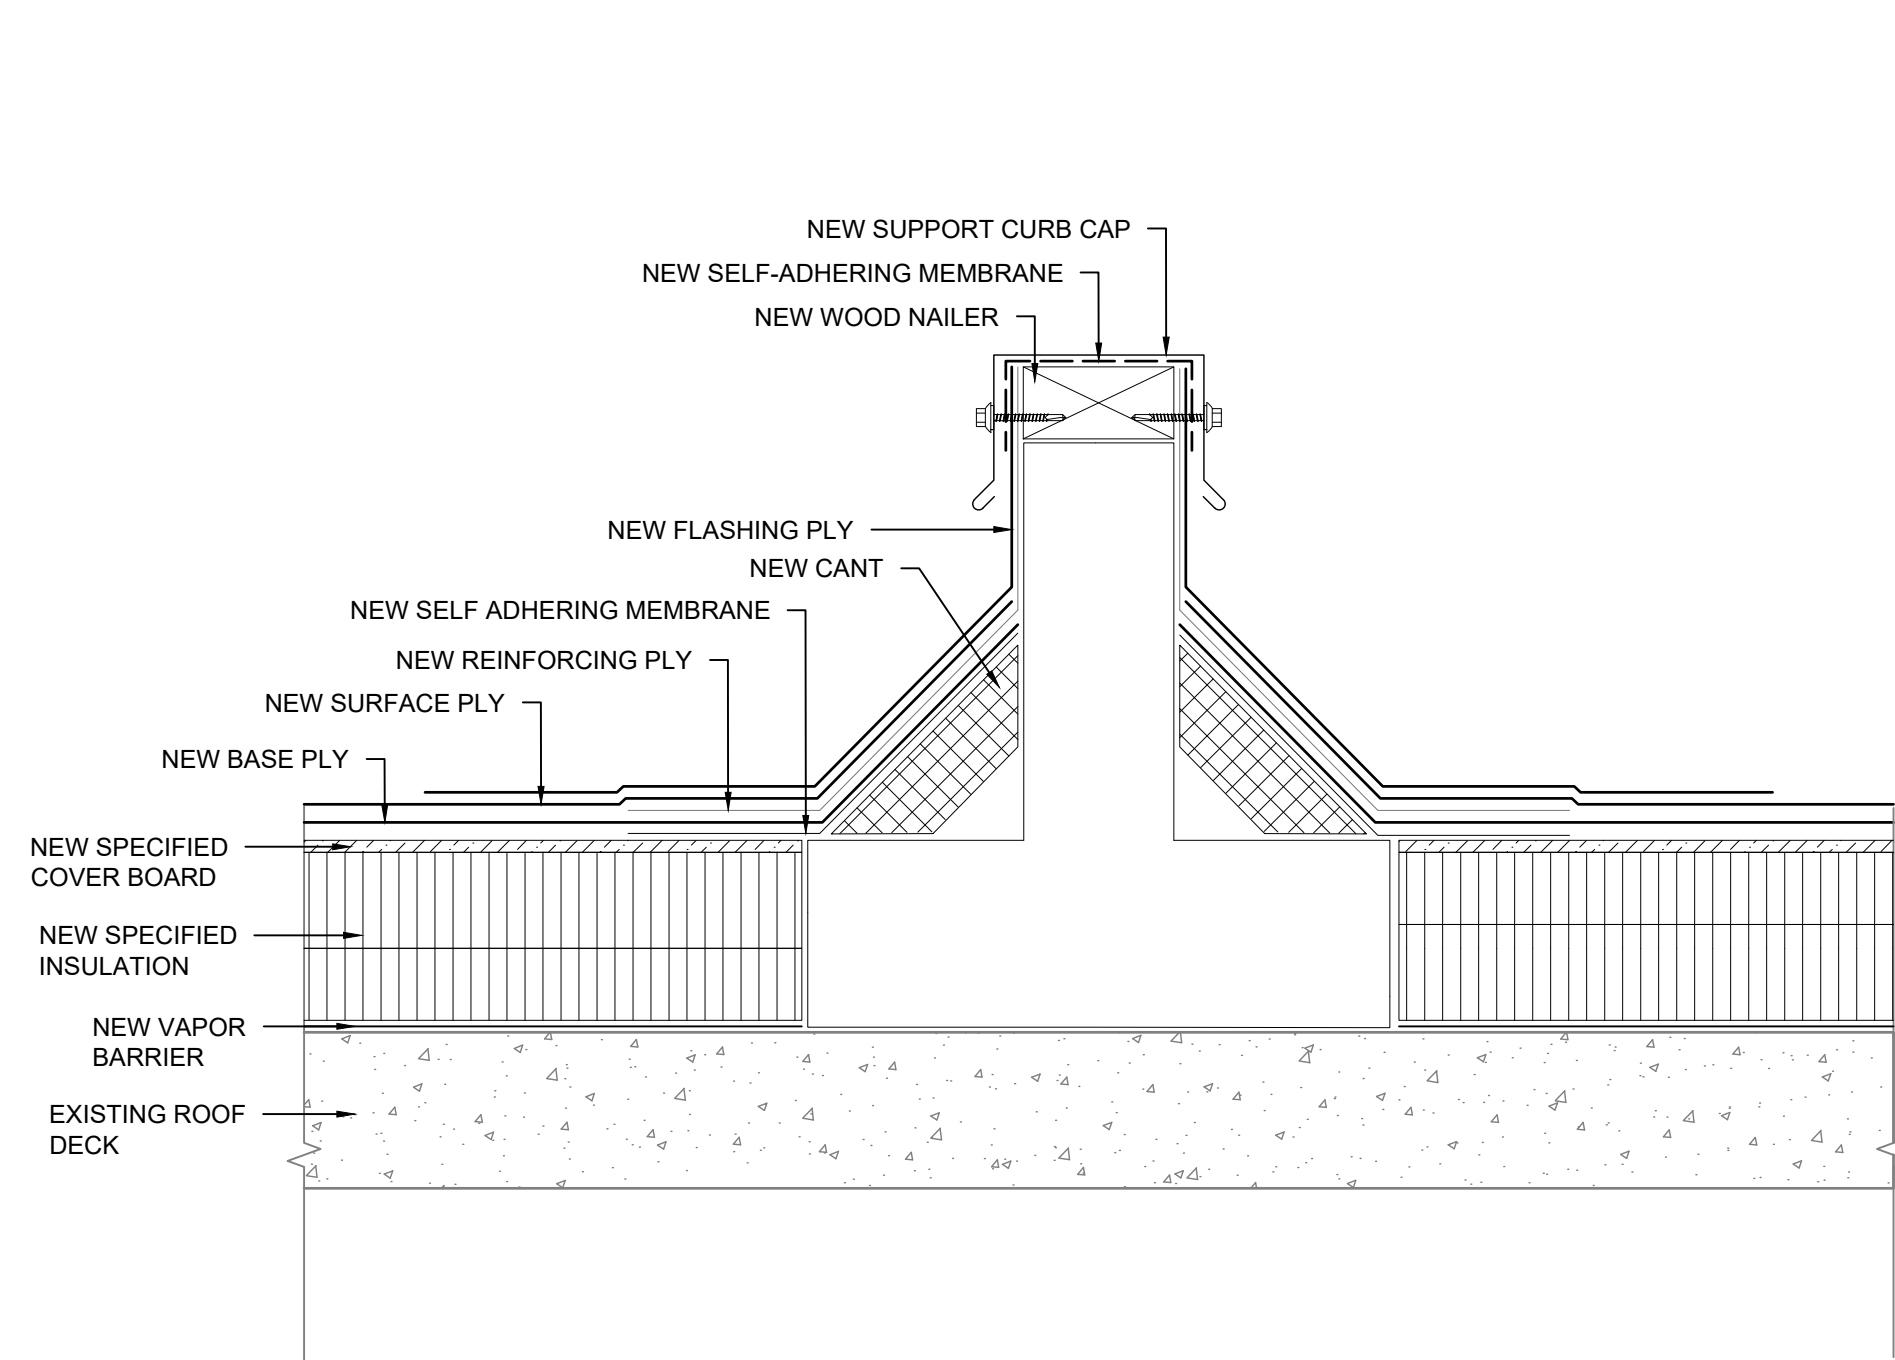 NEW SUPPORT CURB CAP
NEW SELF-ADHERING MEMBRANE
NEW WOOD NAILER
NEW FLASHING PLY
NEW CANT
NEW SELF ADHERING MEMBRANE
NEW REINFORCING PLY
NEW SURFACE PLY
NEW BASE PLY
NEW SPECIFIED
COVER BOARD
NEW SPECIFIED
INSULATION
NEW VAPOR
BARRIER
EXISTING ROOF
DECK